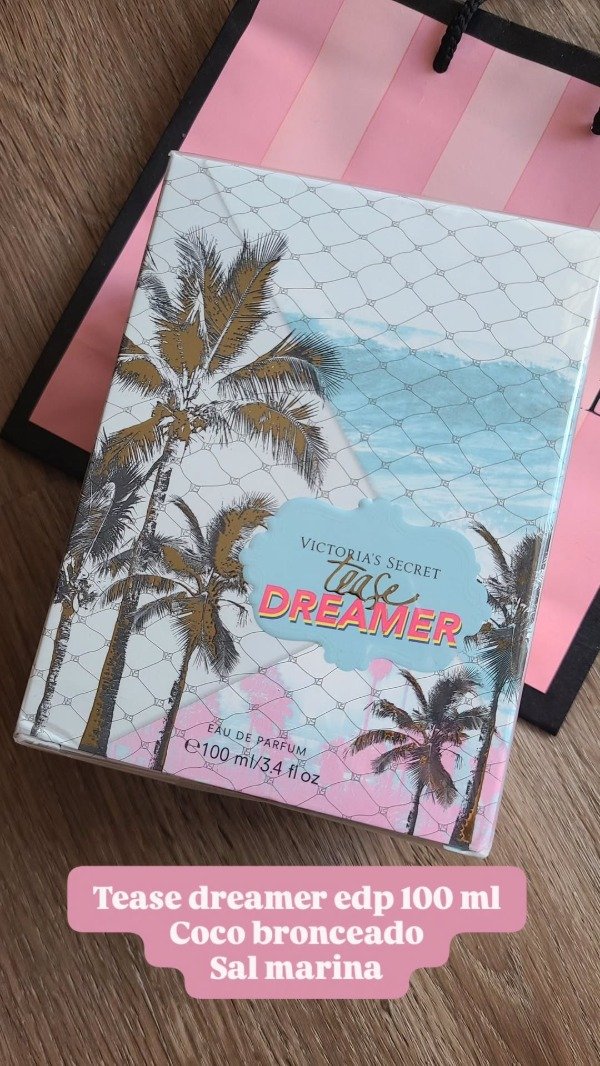 VICTORIA'S SECRET
tease
DREAMER
EAU DE PARFUM
℮100 ml/3.4 fl oz
Tease dreamer edp 100 ml
Coco bronceado
Sal marina